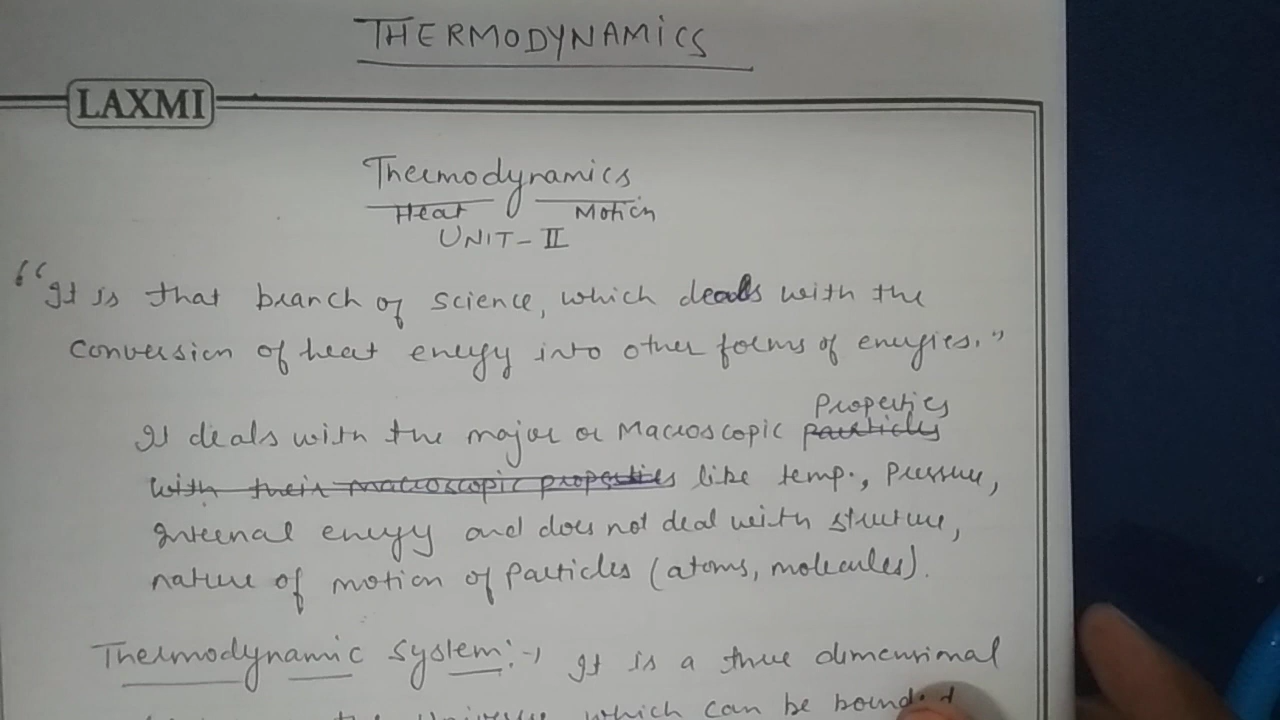 THERMODYNAMICS
LAXMI
Thermodynamics
Heat Motion
UNIT-II
"It is that branch of science, which deals with the
conversion of heat energy into other forms of energies."
Properties
It deals with the major or Macroscopic particles
with their macroscopic properties like temp., pressure,
Internal energy and does not deal with structure,
nature of motion of particles (atoms, molecules).
Thermodynamic system:→ It is a three dimensional
the Universe which can be bounded